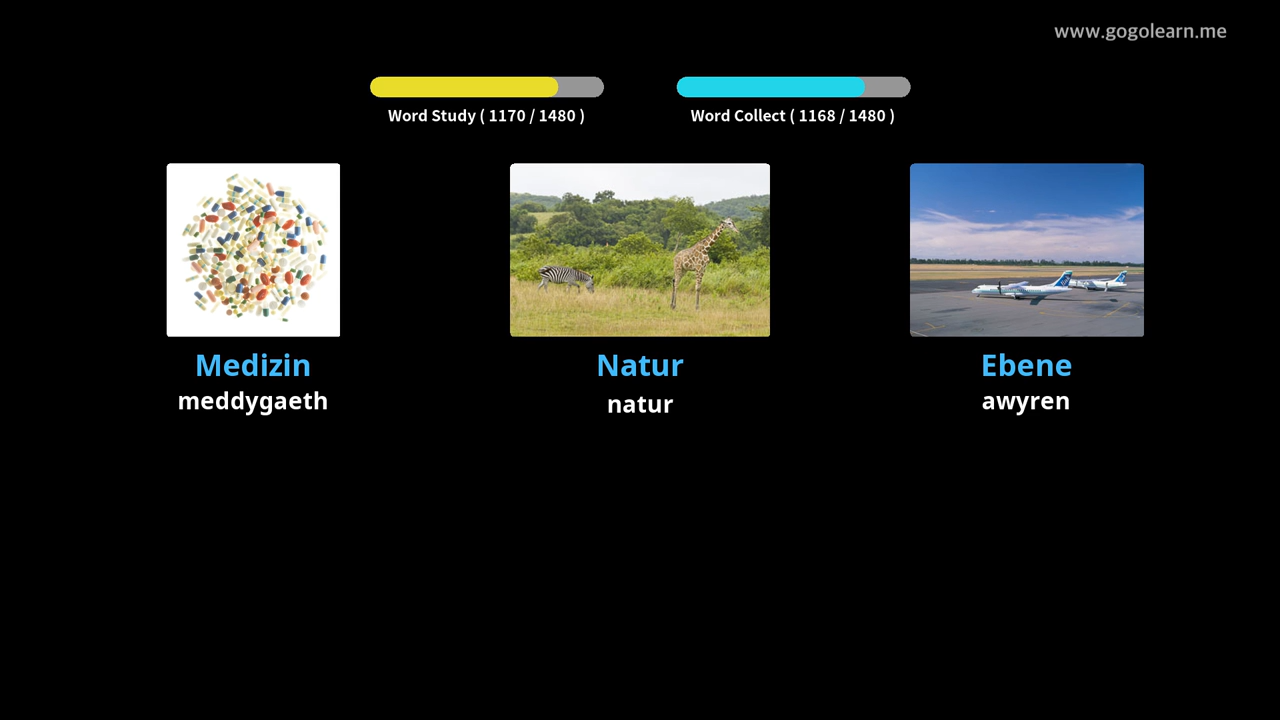 www.gogolearn.me
Word Study ( 1170 / 1480 )
Word Collect ( 1168 / 1480 )
Medizin
meddygaeth
Natur
natur
Ebene
awyren